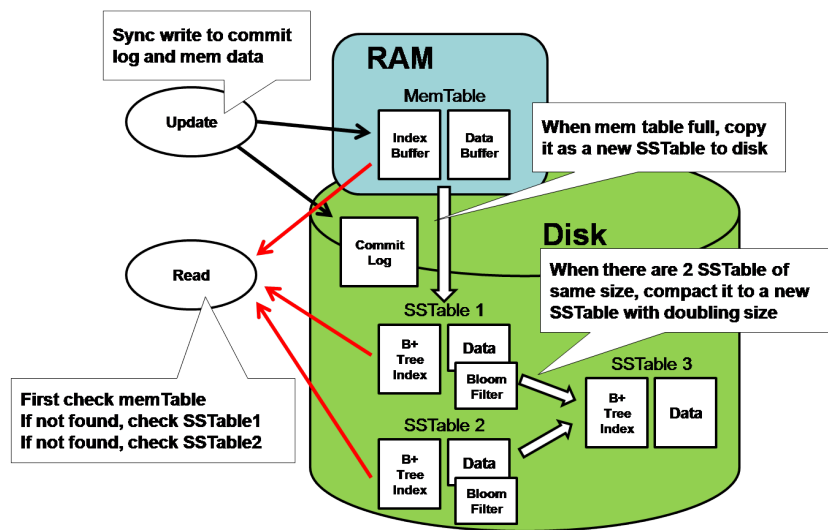 Sync write to commit
log and mem data
RAM
MemTable
Update
Index
Buffer
Data
Buffer
When mem table full, copy
it as a new SSTable to disk
Commit
Log
Disk
Read
When there are 2 SSTable of
same size, compact it to a new
SSTable with doubling size
SSTable 1
B+
Tree
Index
Data
Bloom
Filter
SSTable 3
B+
Tree
Index
Data
First check memTable
If not found, check SSTable1
If not found, check SSTable2
SSTable 2
B+
Tree
Index
Data
Bloom
Filter